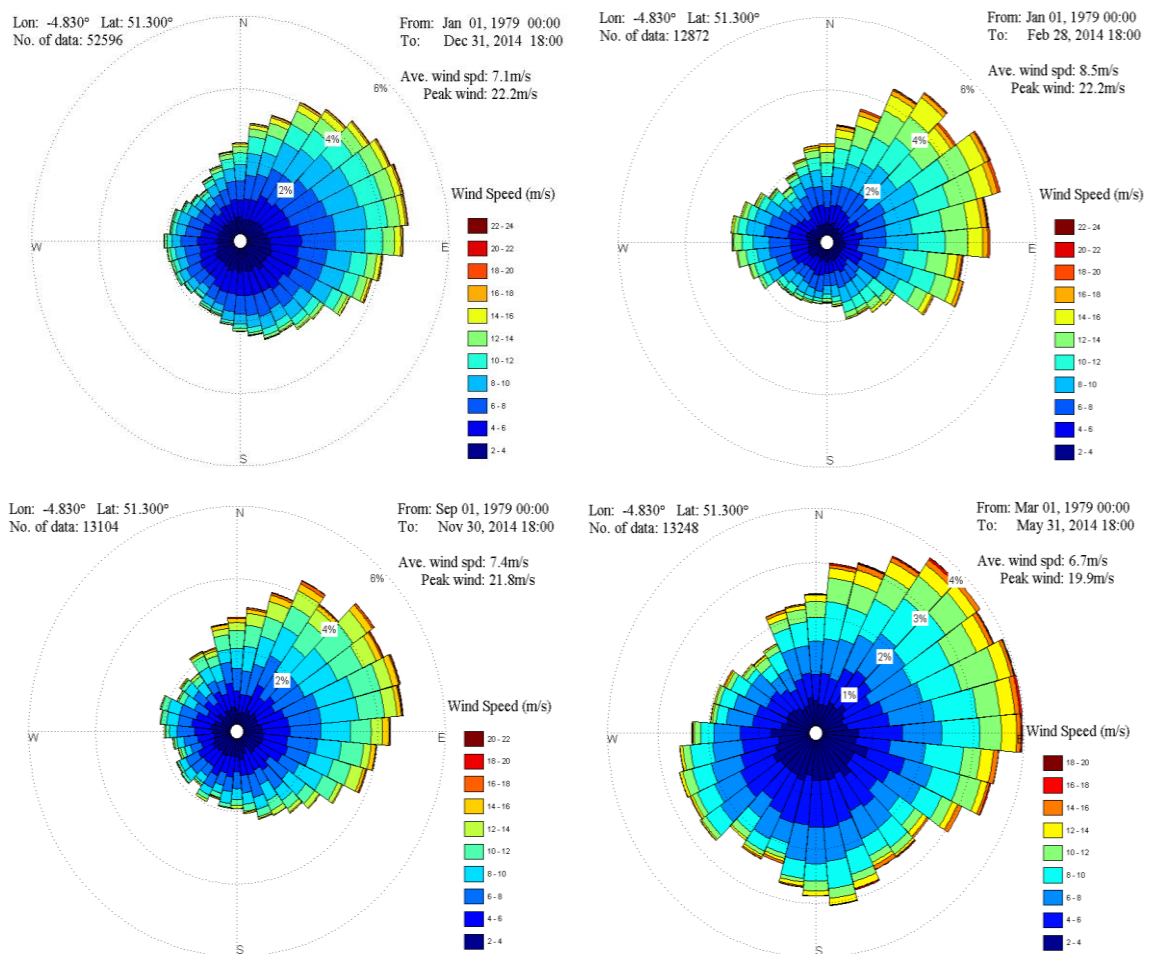 Lon: -4.830° Lat: 51.300°
No. of data: 52596
From: Jan 01, 1979 00:00
To: Dec 31, 2014 18:00
Ave. wind spd: 7.1m/s
Peak wind: 22.2m/s
N
6%
4%
2%
W
E
S
Wind Speed (m/s)
22 - 24
20 - 22
18 - 20
16 - 18
14 - 16
12 - 14
10 - 12
8 - 10
6 - 8
4 - 6
2 - 4
Lon: -4.830° Lat: 51.300°
No. of data: 12872
From: Jan 01, 1979 00:00
To: Feb 28, 2014 18:00
Ave. wind spd: 8.5m/s
Peak wind: 22.2m/s
N
6%
4%
2%
W
E
S
Wind Speed (m/s)
22 - 24
20 - 22
18 - 20
16 - 18
14 - 16
12 - 14
10 - 12
8 - 10
6 - 8
4 - 6
2 - 4
Lon: -4.830° Lat: 51.300°
No. of data: 13104
From: Sep 01, 1979 00:00
To: Nov 30, 2014 18:00
Ave. wind spd: 7.4m/s
Peak wind: 21.8m/s
N
6%
4%
2%
W
E
S
Wind Speed (m/s)
20 - 22
18 - 20
16 - 18
14 - 16
12 - 14
10 - 12
8 - 10
6 - 8
4 - 6
2 - 4
Lon: -4.830° Lat: 51.300°
No. of data: 13248
From: Mar 01, 1979 00:00
To: May 31, 2014 18:00
Ave. wind spd: 6.7m/s
Peak wind: 19.9m/s
N
4%
3%
2%
1%
W
E
S
Wind Speed (m/s)
18 - 20
16 - 18
14 - 16
12 - 14
10 - 12
8 - 10
6 - 8
4 - 6
2 - 4